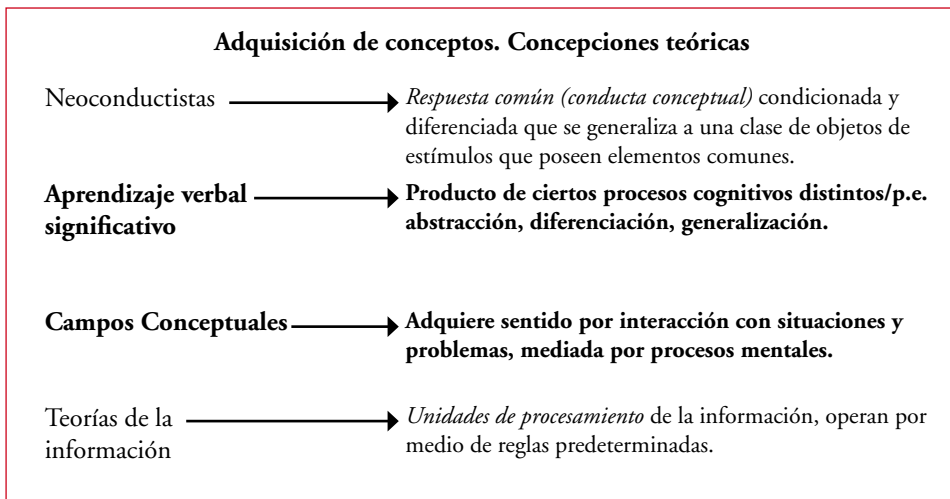 Adquisición de conceptos. Concepciones teóricas
Neoconductistas
Respuesta común (conducta conceptual) condicionada y
diferenciada que se generaliza a una clase de objetos de
estímulos que poseen elementos comunes.
Aprendizaje verbal
significativo
Producto de ciertos procesos cognitivos distintos/p.e.
abstracción, diferenciación, generalización.
Campos Conceptuales
Adquiere sentido por interacción con situaciones y
problemas, mediada por procesos mentales.
Teorías de la
información
Unidades de procesamiento de la información, operan por
medio de reglas predeterminadas.